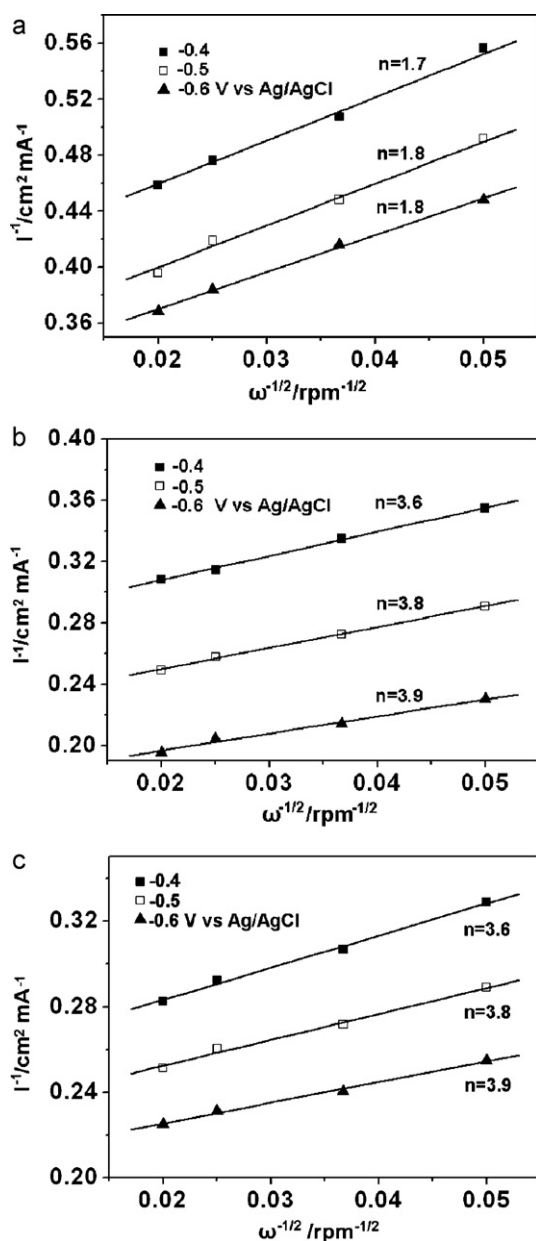 a
-0.4
-0.5
-0.6 V vs Ag/AgCl
n=1.7
n=1.8
n=1.8
0.56
0.52
0.48
0.44
0.40
0.36
I⁻¹/cm² mA⁻¹
0.02 0.03 0.04 0.05
ω⁻¹/²/rpm⁻¹/²
b
-0.4
-0.5
-0.6 V vs Ag/AgCl
n=3.6
n=3.8
n=3.9
0.40
0.36
0.32
0.28
0.24
0.20
I⁻¹/cm² mA⁻¹
0.02 0.03 0.04 0.05
ω⁻¹/²/rpm⁻¹/²
c
-0.4
-0.5
-0.6 V vs Ag/AgCl
n=3.6
n=3.8
n=3.9
0.32
0.28
0.24
0.20
I⁻¹/cm² mA⁻¹
0.02 0.03 0.04 0.05
ω⁻¹/²/rpm⁻¹/²